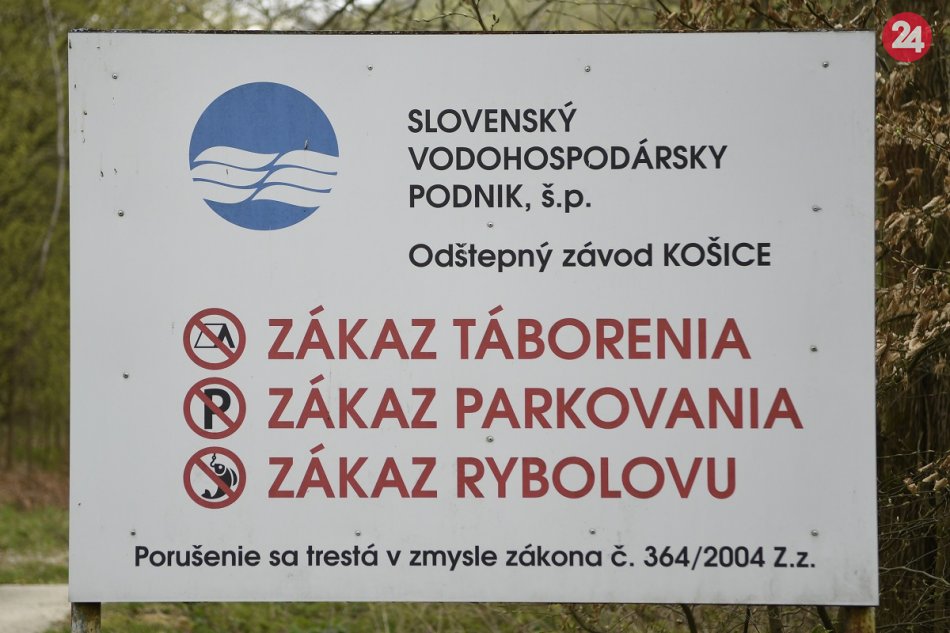 24
SLOVENSKÝ
VODOHOSPODÁRSKY
PODNIK, š.p.
Odštepný závod KOŠICE
ZÁKAZ TÁBORENIA
P ZÁKAZ PARKOVANIA
ZÁKAZ RYBOLOVU
Porušenie sa trestá v zmysle zákona č. 364/2004 Z.z.